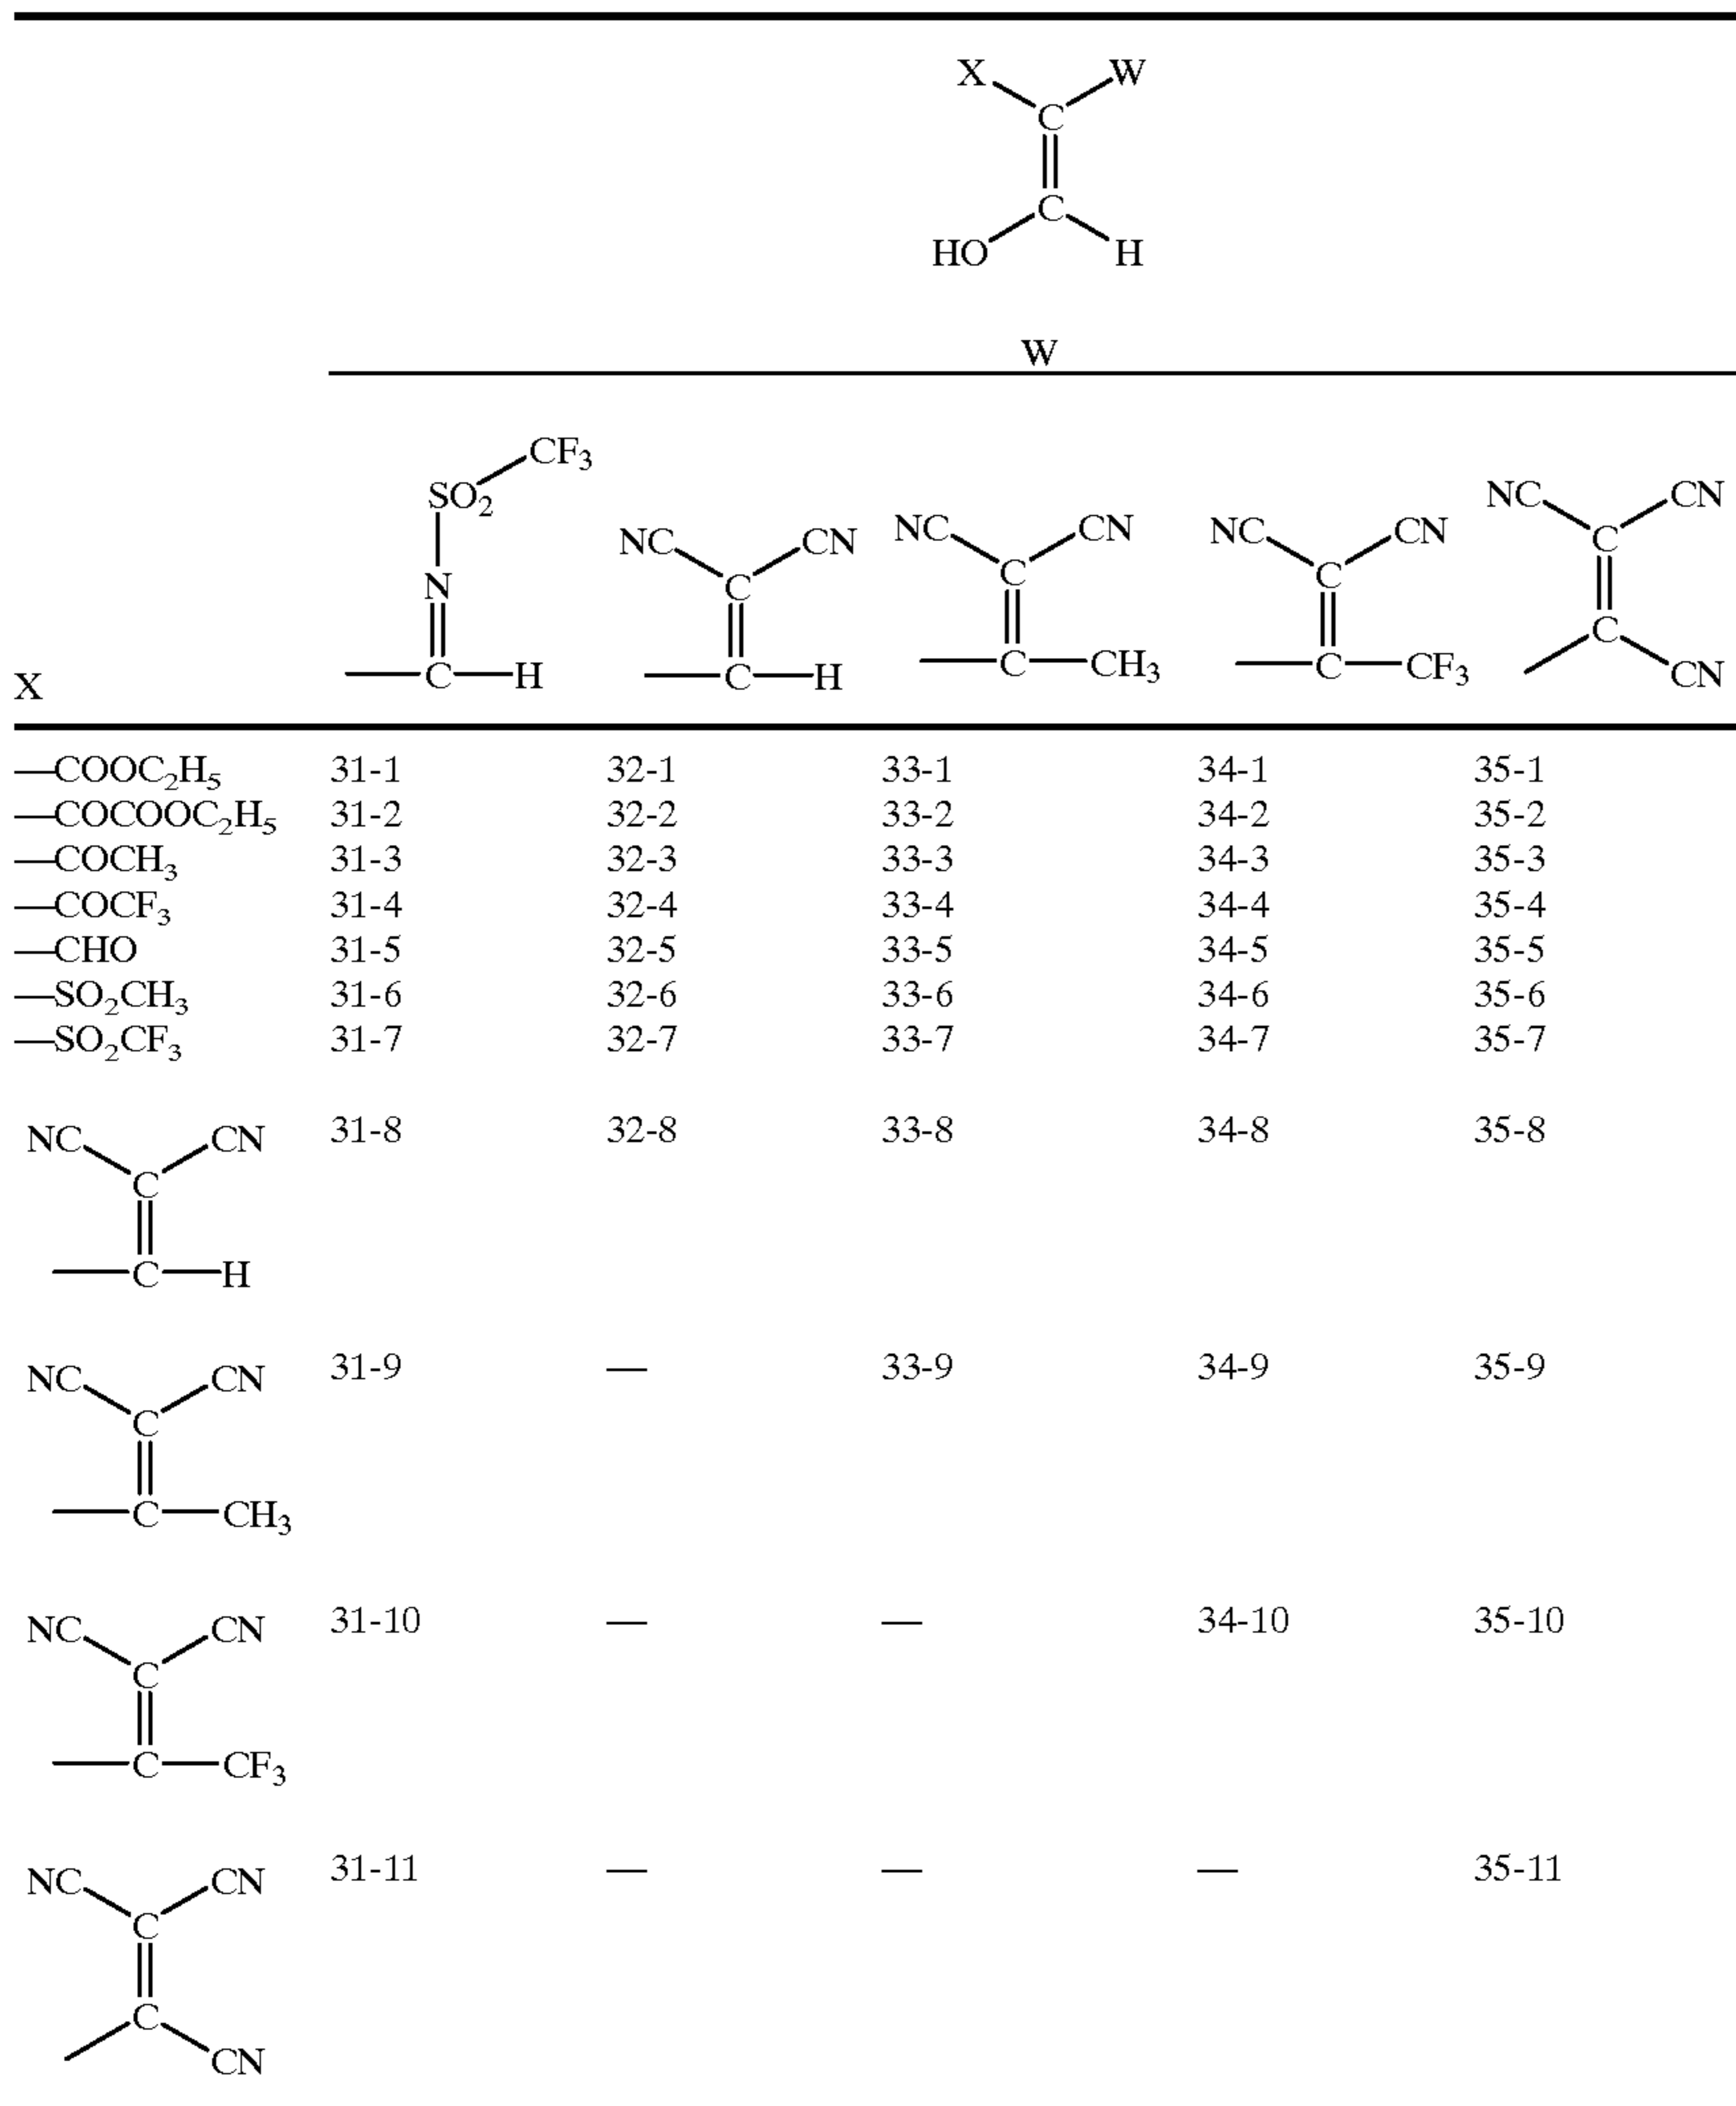 X W
C
C
HO H
W
CF3
SO2 NC CN
NC CN NC CN NC CN C
N C C C C
X —C—H —C—H —C—CH3 —C—CF3 CN
—COOC2H5 31-1 32-1 33-1 34-1 35-1
—COCOOC2H5 31-2 32-2 33-2 34-2 35-2
—COCH3 31-3 32-3 33-3 34-3 35-3
—COCF3 31-4 32-4 33-4 34-4 35-4
—CHO 31-5 32-5 33-5 34-5 35-5
—SO2CH3 31-6 32-6 33-6 34-6 35-6
—SO2CF3 31-7 32-7 33-7 34-7 35-7
NC CN 31-8 32-8 33-8 34-8 35-8
C
—C—H
NC CN 31-9 — 33-9 34-9 35-9
C
—C—CH3
NC CN 31-10 — — 34-10 35-10
C
—C—CF3
NC CN 31-11 — — — 35-11
C
C
CN